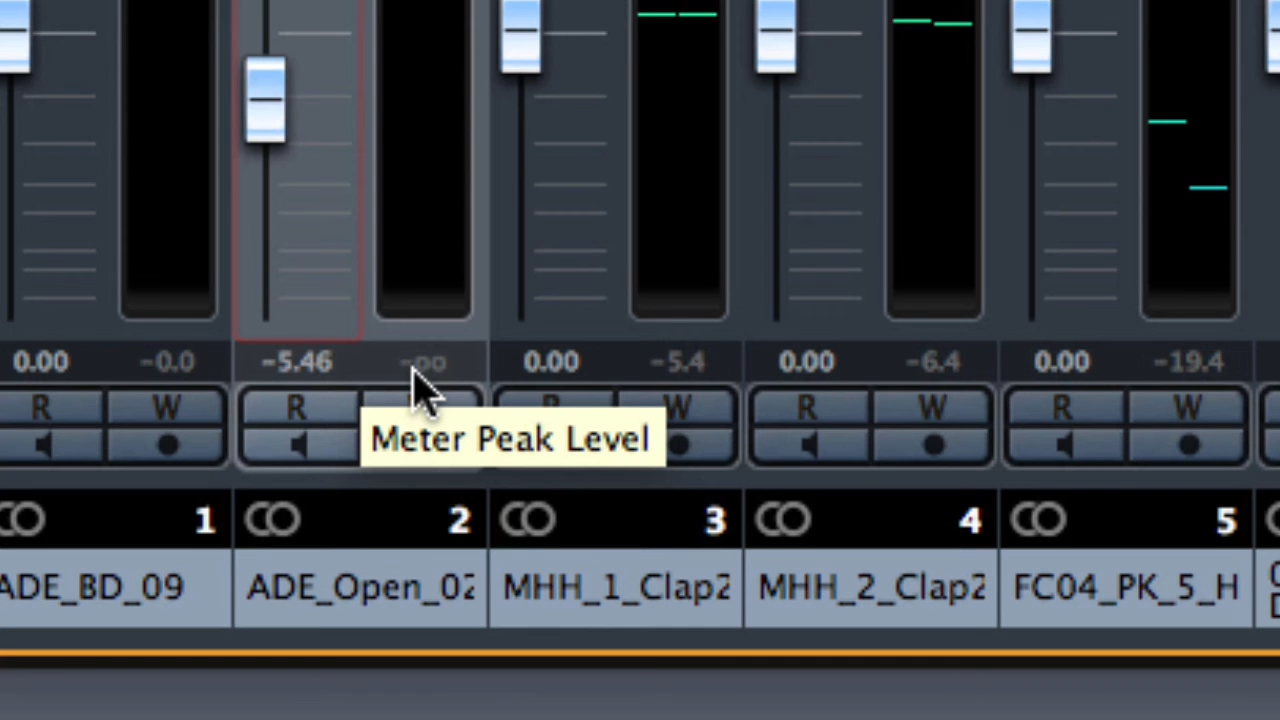 0.00 -0.0 -5.46 -oo 0.00 -5.4 0.00 -6.4 0.00 -19.4
R W R R W R W R W
Meter Peak Level
1 2 3 4 5
ADE_BD_09 ADE_Open_02 MHH_1_Clap2 MHH_2_Clap2 FC04_PK_5_H